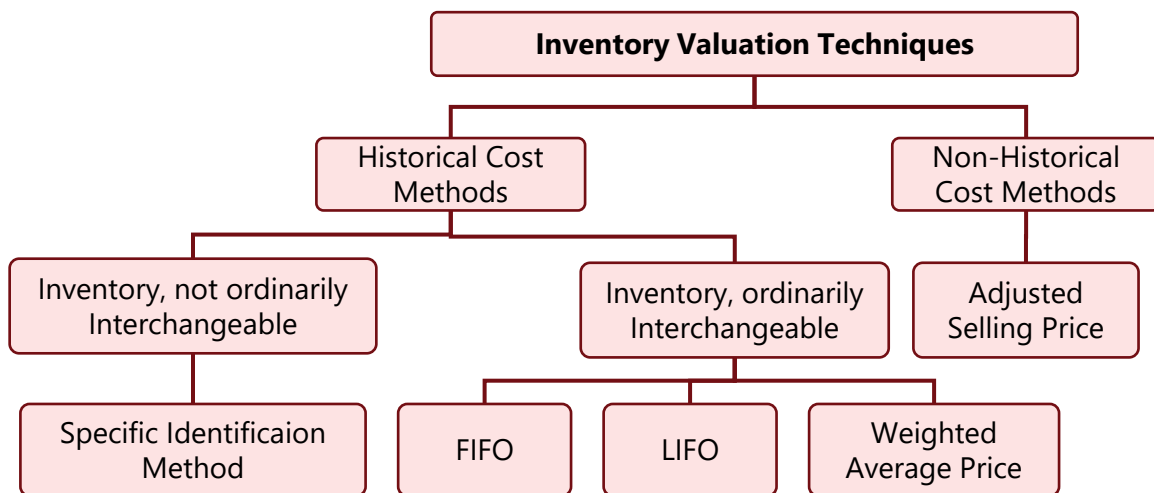 Inventory Valuation Techniques
Historical Cost
Methods
Non-Historical
Cost Methods
Inventory, not ordinarily
Interchangeable
Inventory, ordinarily
Interchangeable
Adjusted
Selling Price
Specific Identificaion
Method
FIFO
LIFO
Weighted
Average Price